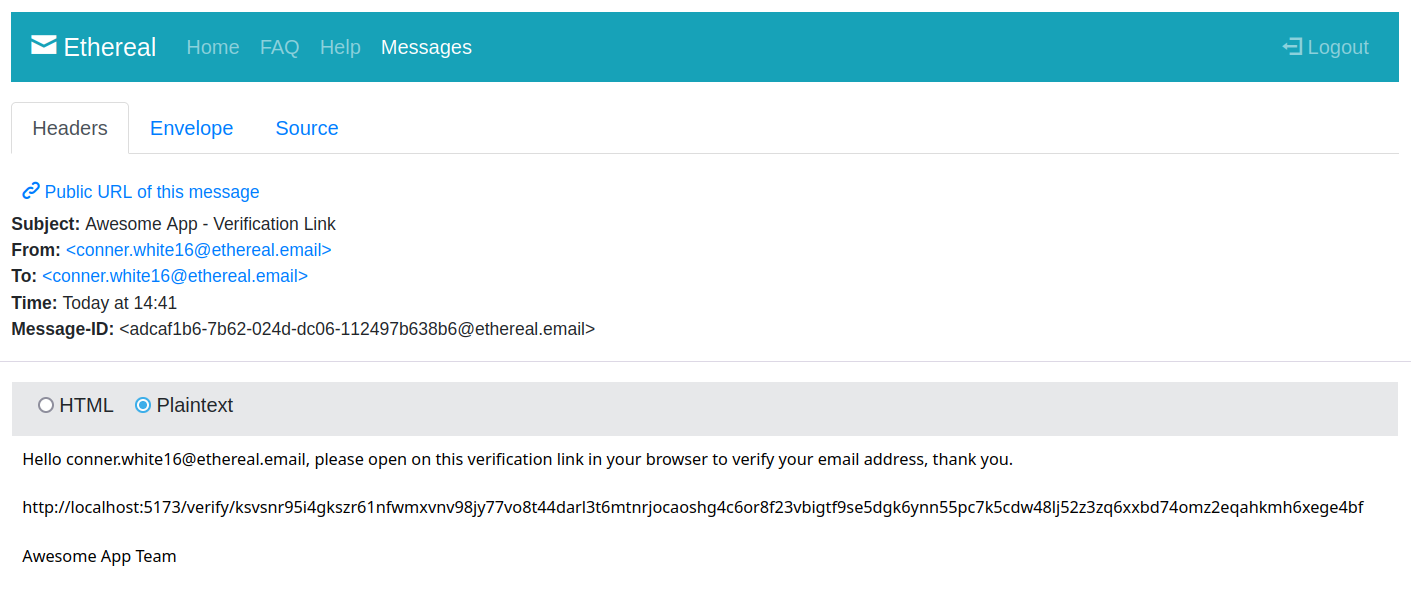 Ethereal Home FAQ Help Messages Logout
Headers Envelope Source
Public URL of this message
Subject: Awesome App - Verification Link
From: <conner.white16@ethereal.email>
To: <conner.white16@ethereal.email>
Time: Today at 14:41
Message-ID: <adcaf1b6-7b62-024d-dc06-112497b638b6@ethereal.email>
HTML Plaintext
Hello conner.white16@ethereal.email, please open on this verification link in your browser to verify your email address, thank you.
http://localhost:5173/verify/ksvsnr95i4gkszr61nfwmxvnv98jy77vo8t44darl3t6mtnrjocaoshg4c6or8f23vbigtf9se5dgk6ynn55pc7k5cdw48lj52z3zq6xxbd74omz2eqahkmh6xege4bf
Awesome App Team